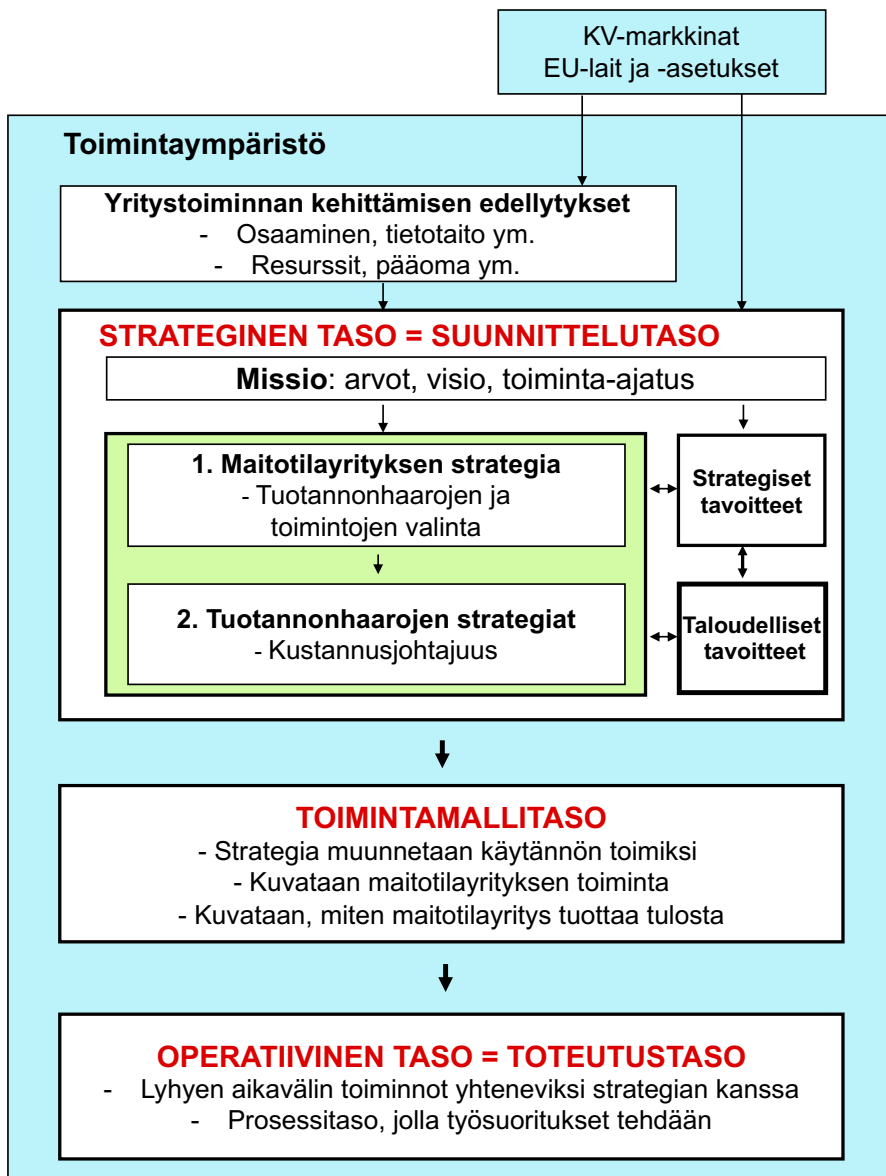 KV-markkinat
EU-lait ja -asetukset
Toimintaympäristö
Yritystoiminnan kehittämisen edellytykset
- Osaaminen, tietotaito ym.
- Resurssit, pääoma ym.
STRATEGINEN TASO = SUUNNITTELUTASO
Missio: arvot, visio, toiminta-ajatus
1. Maitotilayrityksen strategia
- Tuotannonhaarojen ja
toimintojen valinta
Strategiset
tavoitteet
2. Tuotannonhaarojen strategiat
- Kustannusjohtajuus
Taloudelliset
tavoitteet
TOIMINTAMALLITASO
- Strategia muunnetaan käytännön toimiksi
- Kuvataan maitotilayrityksen toiminta
- Kuvataan, miten maitotilayritys tuottaa tulosta
OPERATIIVINEN TASO = TOTEUTUSTASO
- Lyhyen aikavälin toiminnot yhteneviksi strategian kanssa
- Prosessitaso, jolla työsuoritukset tehdään